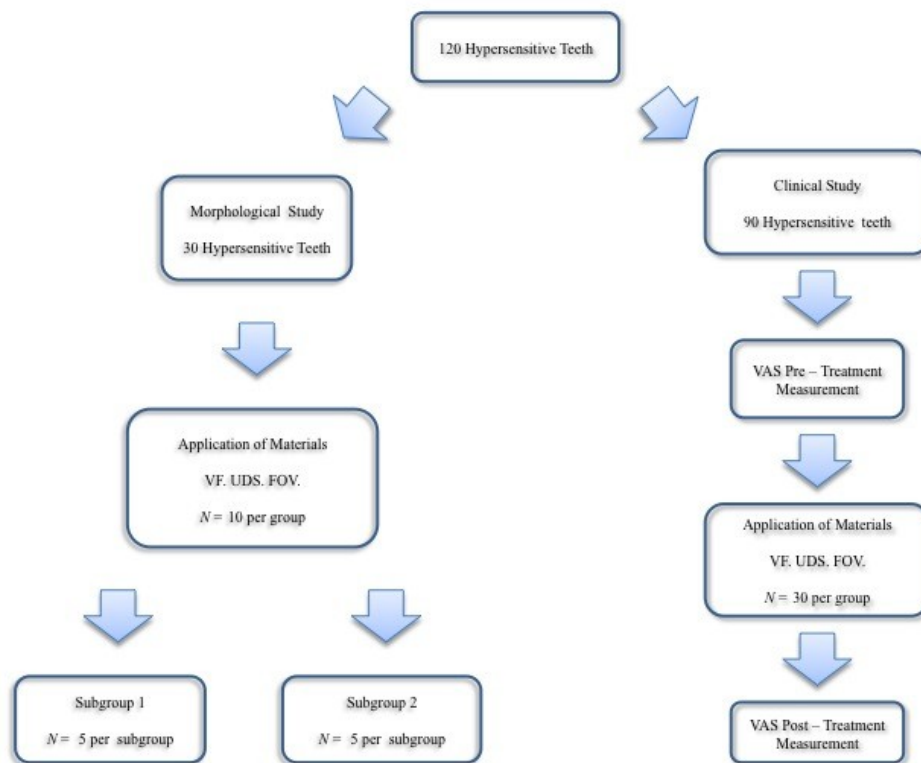 120 Hypersensitive Teeth
Morphological Study
30 Hypersensitive Teeth
Application of Materials
VF. UDS. FOV.
N = 10 per group
Subgroup 1
N = 5 per subgroup
Subgroup 2
N = 5 per subgroup
Clinical Study
90 Hypersensitive teeth
VAS Pre – Treatment
Measurement
Application of Materials
VF. UDS. FOV.
N = 30 per group
VAS Post – Treatment
Measurement